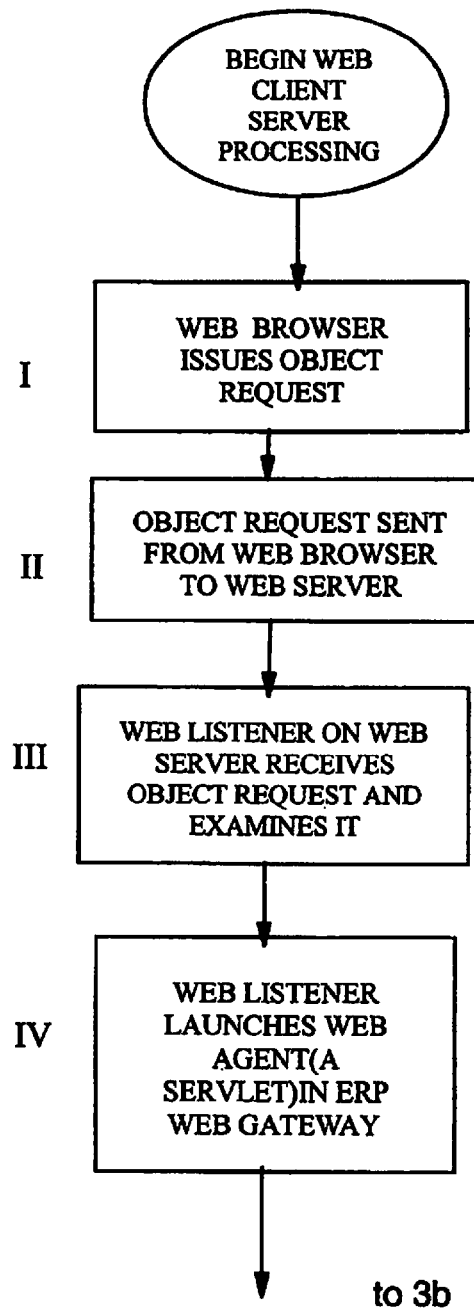 BEGIN WEB
CLIENT
SERVER
PROCESSING
I
WEB BROWSER
ISSUES OBJECT
REQUEST
II
OBJECT REQUEST SENT
FROM WEB BROWSER
TO WEB SERVER
III
WEB LISTENER ON WEB
SERVER RECEIVES
OBJECT REQUEST AND
EXAMINES IT
IV
WEB LISTENER
LAUNCHES WEB
AGENT(A
SERVLET)IN ERP
WEB GATEWAY
to 3b